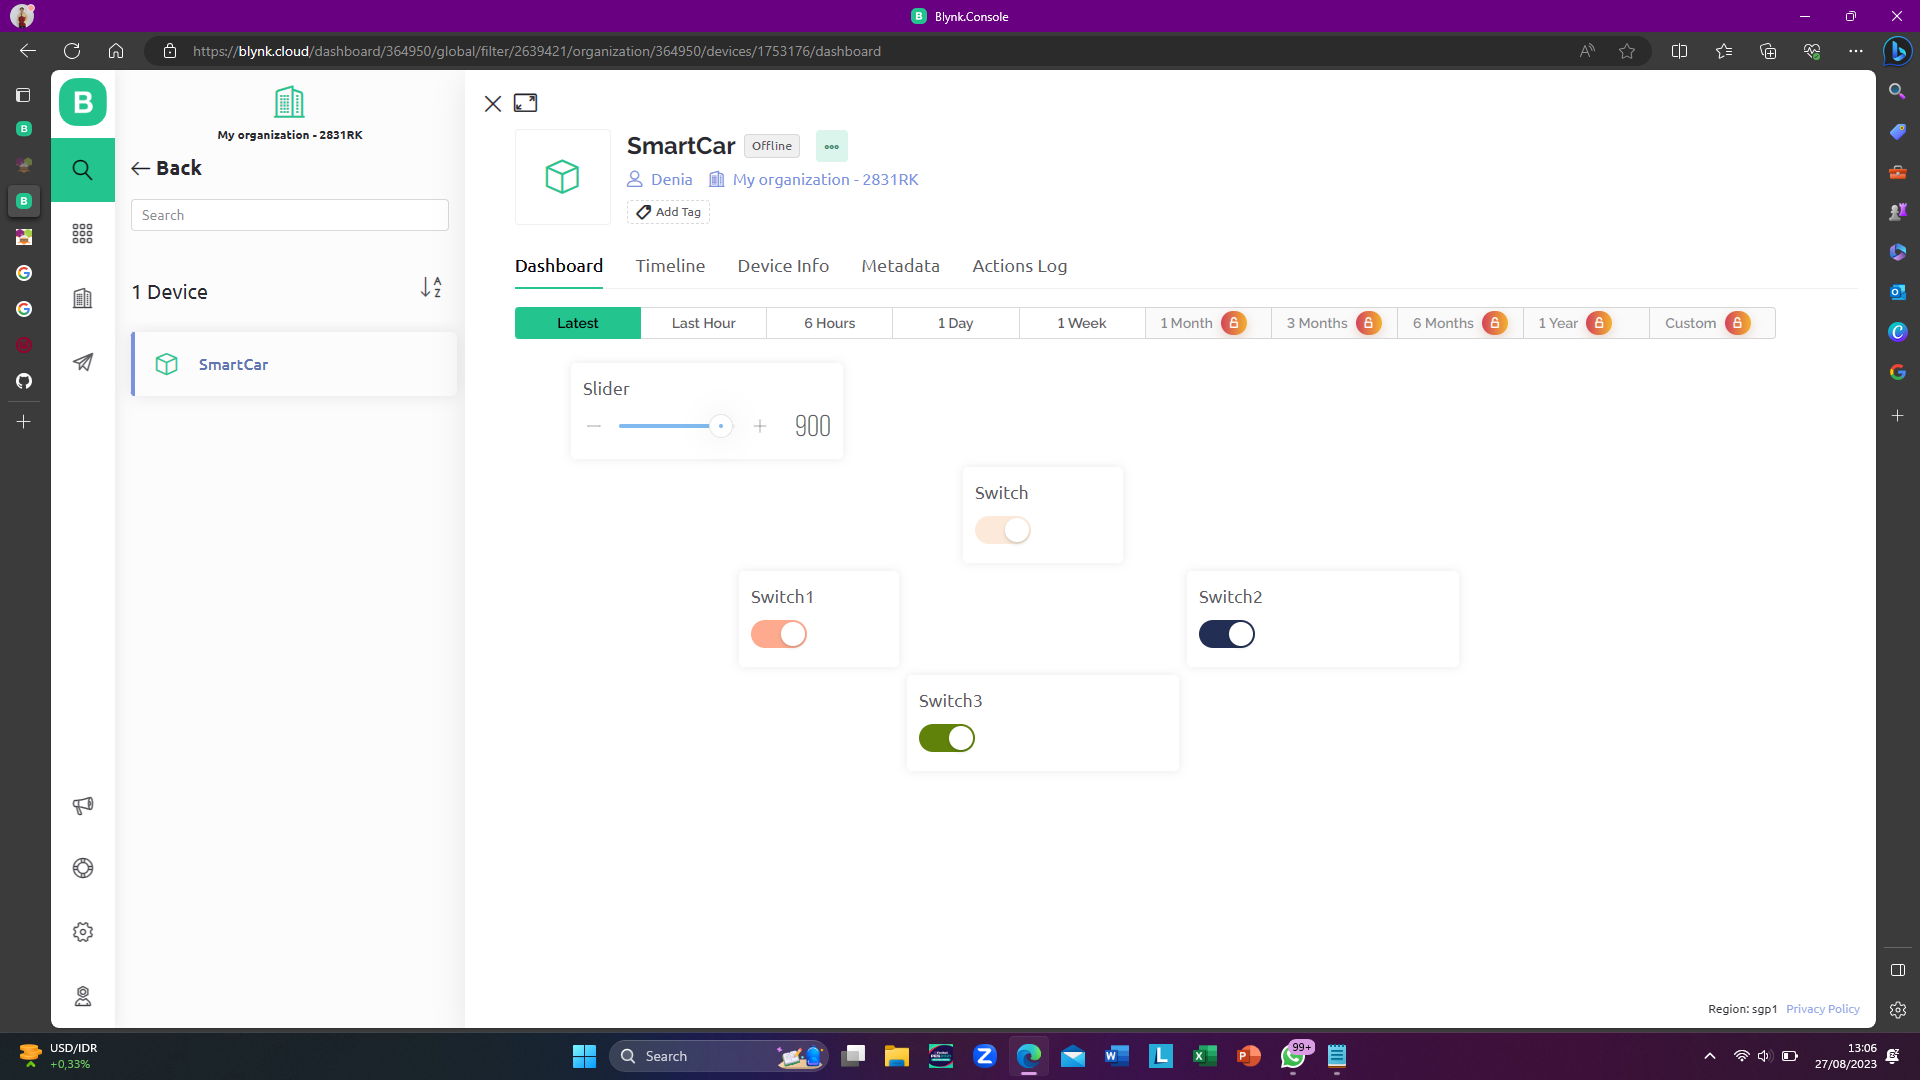 Blynk.Console
https://blynk.cloud/dashboard/364950/global/filter/2639421/organization/364950/devices/1753176/dashboard
B
My organization - 2831RK
Back
Search
1 Device
A
Z
SmartCar
SmartCar
Offline
Denia
My organization - 2831RK
Add Tag
Dashboard
Timeline
Device Info
Metadata
Actions Log
Latest
Last Hour
6 Hours
1 Day
1 Week
1 Month
3 Months
6 Months
1 Year
Custom
Slider
900
Switch
Switch1
Switch2
Switch3
Region: sgp1
Privacy Policy
USD/IDR
+0,33%
Search
99+
13:06
27/08/2023